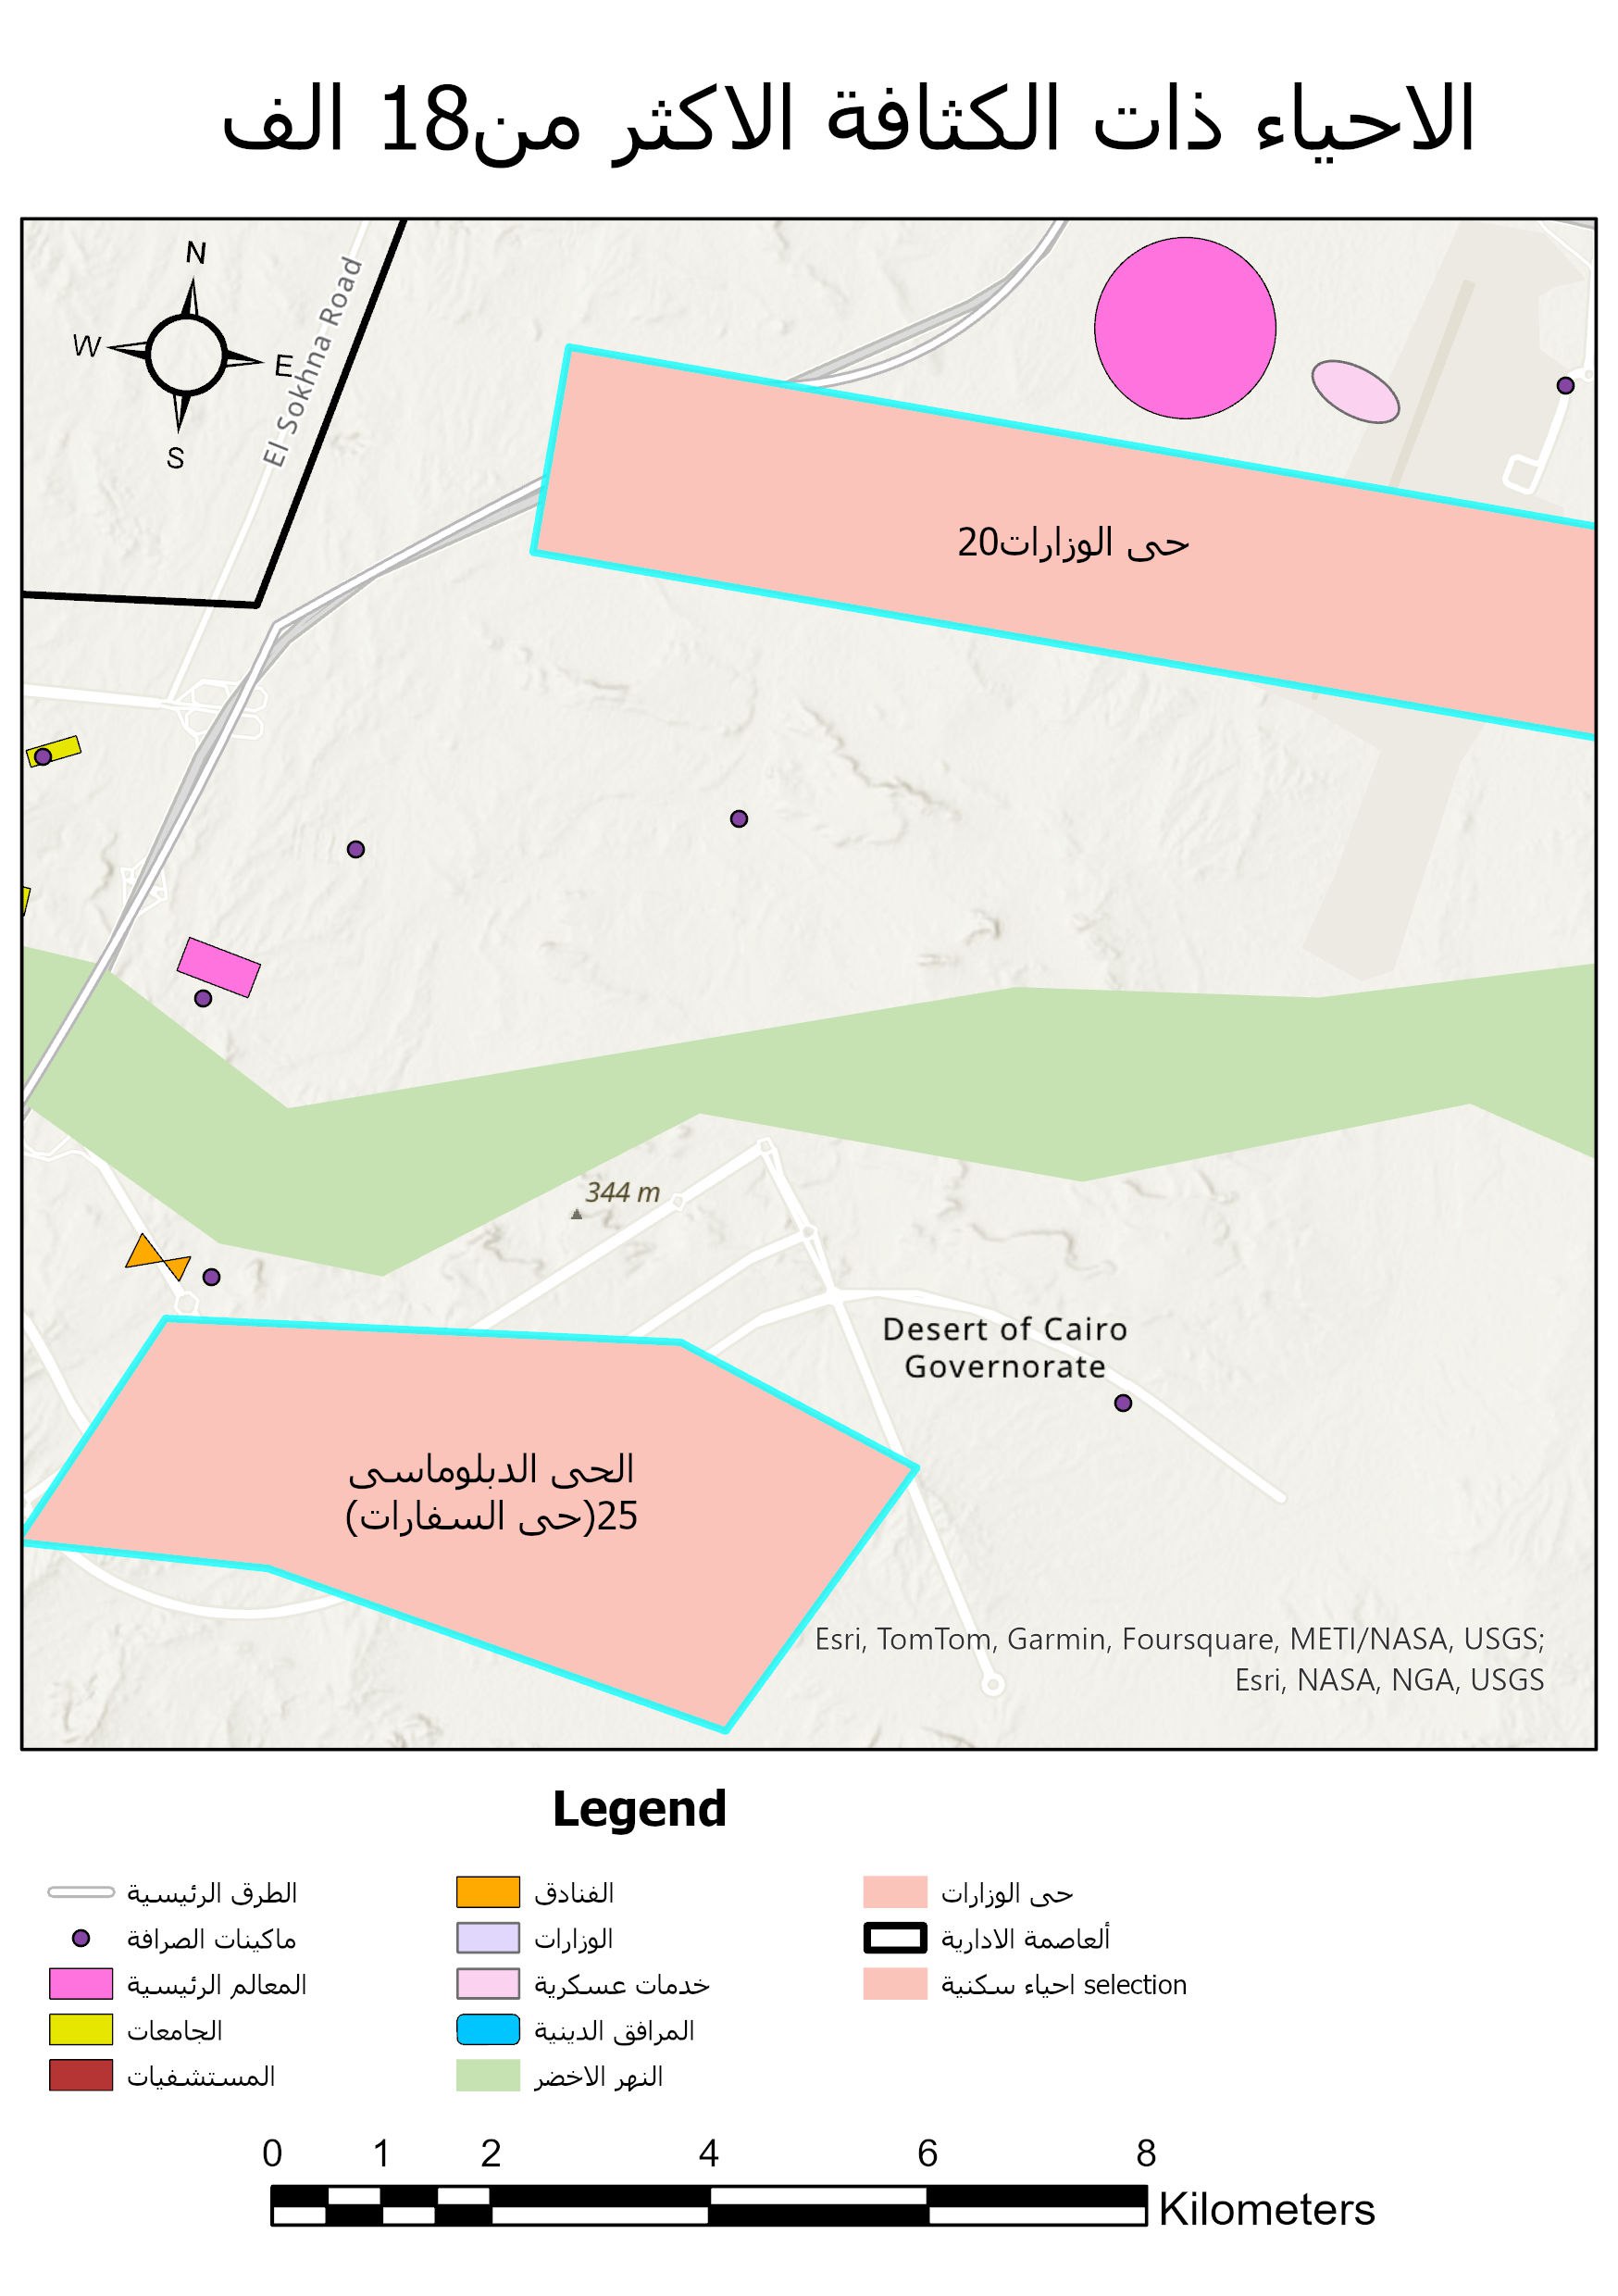 الاحياء ذات الكثافة الاكثر من18 الف
N
W
E
S
El Sokhna Road
حى الوزارات20
344 m
Desert of Cairo
Governorate
الحى الدبلوماسى
25(حى السفارات)
Esri, TomTom, Garmin, Foursquare, METI/NASA, USGS;
Esri, NASA, NGA, USGS
Legend
الطرق الرئيسية
ماكينات الصرافة
المعالم الرئيسية
الجامعات
المستشفيات
الفنادق
الوزارات
خدمات عسكرية
المرافق الدينية
النهر الاخضر
حى الوزارات
ألعاصمة الادارية
احياء سكنية selection
0 1 2 4 6 8
Kilometers